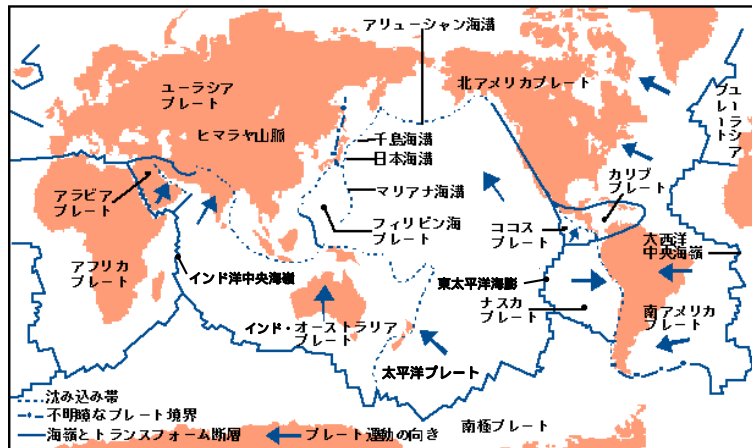 アリューシャン海溝
ユーラシア
プレート
北アメリカプレート
ユーラシア
プレート
ヒマラヤ山脈
千島海溝
日本海溝
アラビア
プレート
マリアナ海溝
カリブ
プレート
フィリピン海
プレート
ココス
プレート
大西洋
中央海嶺
アフリカ
プレート
インド洋中央海嶺
東太平洋海膨
ナスカ
プレート
南アメリカ
プレート
インド・オーストラリア
プレート
太平洋プレート
沈み込み帯
不明瞭なプレート境界
海嶺とトランスフォーム断層
プレート運動の向き
南極プレート